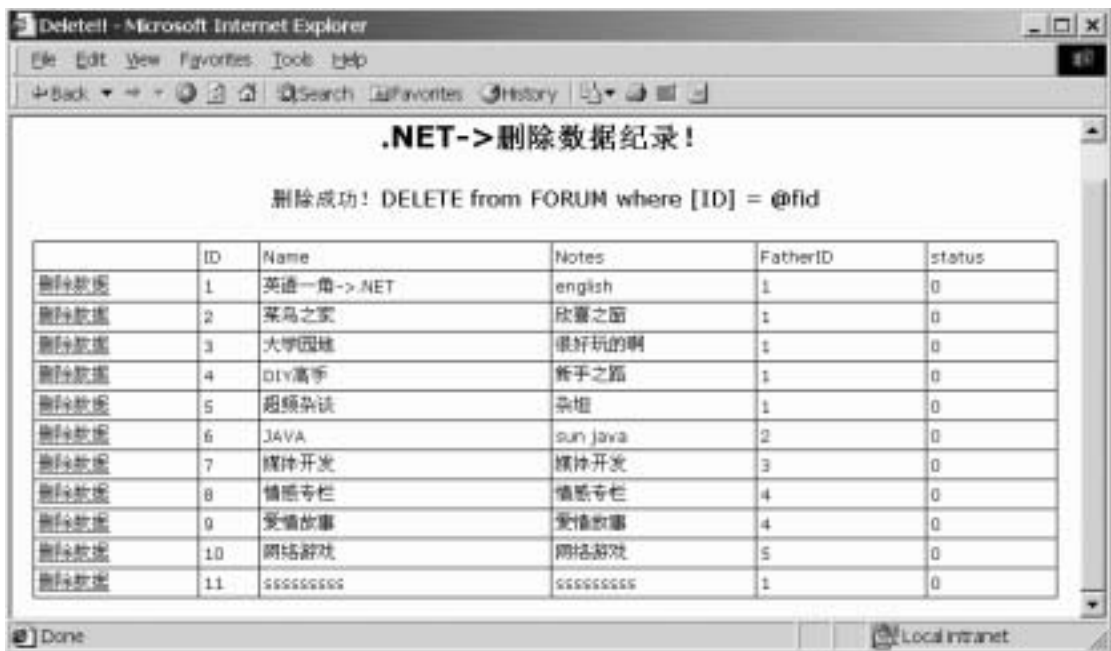 Delete!! - Microsoft Internet Explorer
File Edit View Favorites Tools Help
Back Search Favorites History
.NET->删除数据纪录!
删除成功! DELETE from FORUM where [ID] = @fid
ID Name Notes FatherID status
删除数据 1 英语一角->.NET english 1 0
删除数据 2 菜鸟之家 欣喜之窗 1 0
删除数据 3 大学园地 很好玩的啊 1 0
删除数据 4 DIY高手 新手之路 1 0
删除数据 5 超频杂谈 杂坦 1 0
删除数据 6 JAVA sun java 2 0
删除数据 7 媒体开发 媒体开发 3 0
删除数据 8 情感专栏 情感专栏 4 0
删除数据 9 爱情故事 爱情故事 4 0
删除数据 10 网络游戏 网络游戏 5 0
删除数据 11 sssssssss sssssssss 1 0
Done Local intranet